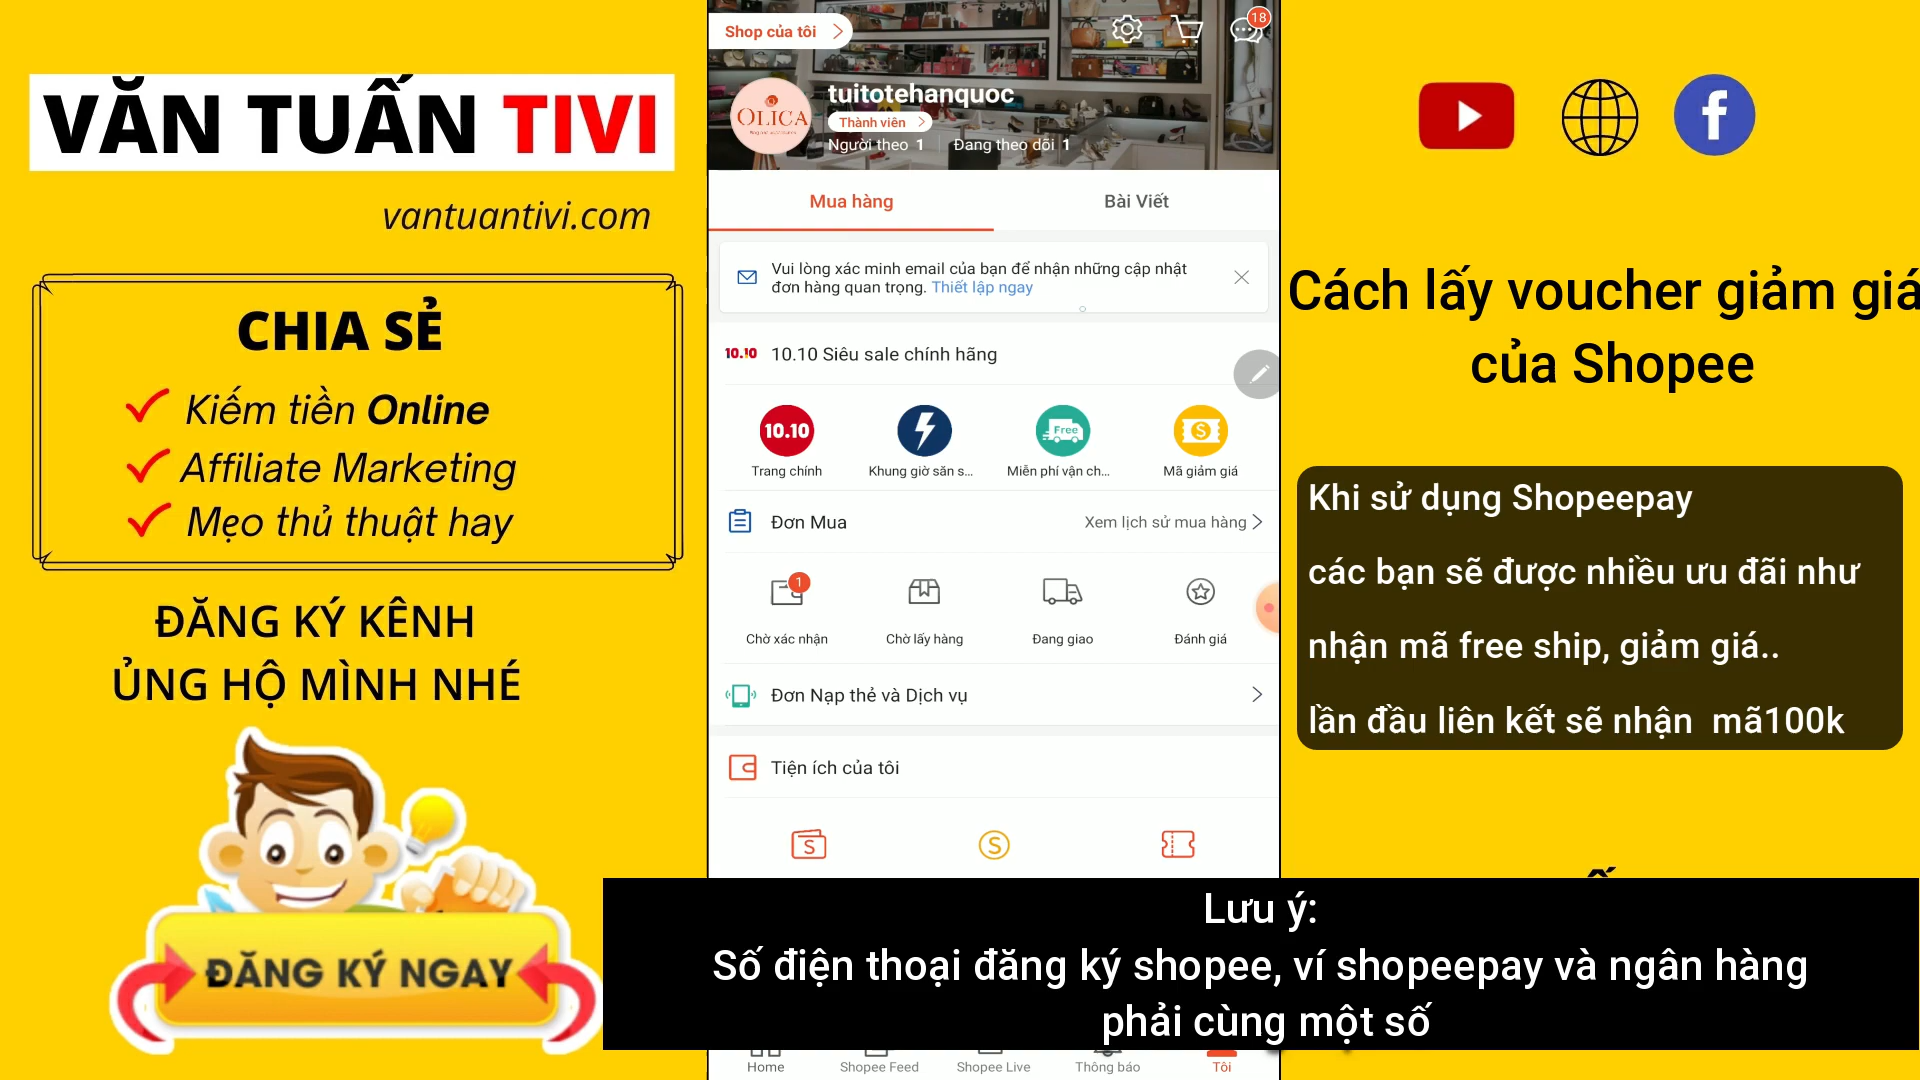 VĂN TUẤN TIVI
vantuantivi.com
CHIA SẺ
Kiếm tiền Online
Affiliate Marketing
Mẹo thủ thuật hay
ĐĂNG KÝ KÊNH
ỦNG HỘ MÌNH NHÉ
ĐĂNG KÝ NGAY
Shop của tôi
18
OLICA
tuitotehanquoc
Thành viên
Người theo 1
Đang theo dõi 1
Mua hàng
Bài Viết
Vui lòng xác minh email của bạn để nhận những cập nhật
đơn hàng quan trọng. Thiết lập ngay
10.10 10.10 Siêu sale chính hãng
10.10
Free
Trang chính
Khung giờ săn s...
Miễn phí vận ch...
Mã giảm giá
Đơn Mua
Xem lịch sử mua hàng
1
Chờ xác nhận
Chờ lấy hàng
Đang giao
Đánh giá
Đơn Nạp thẻ và Dịch vụ
Tiện ích của tôi
Home
Shopee Feed
Shopee Live
Thông báo
Tôi
Cách lấy voucher giảm giá
của Shopee
Khi sử dụng Shopeepay
các bạn sẽ được nhiều ưu đãi như
nhận mã free ship, giảm giá..
lần đầu liên kết sẽ nhận mã100k
Lưu ý:
Số điện thoại đăng ký shopee, ví shopeepay và ngân hàng
phải cùng một số